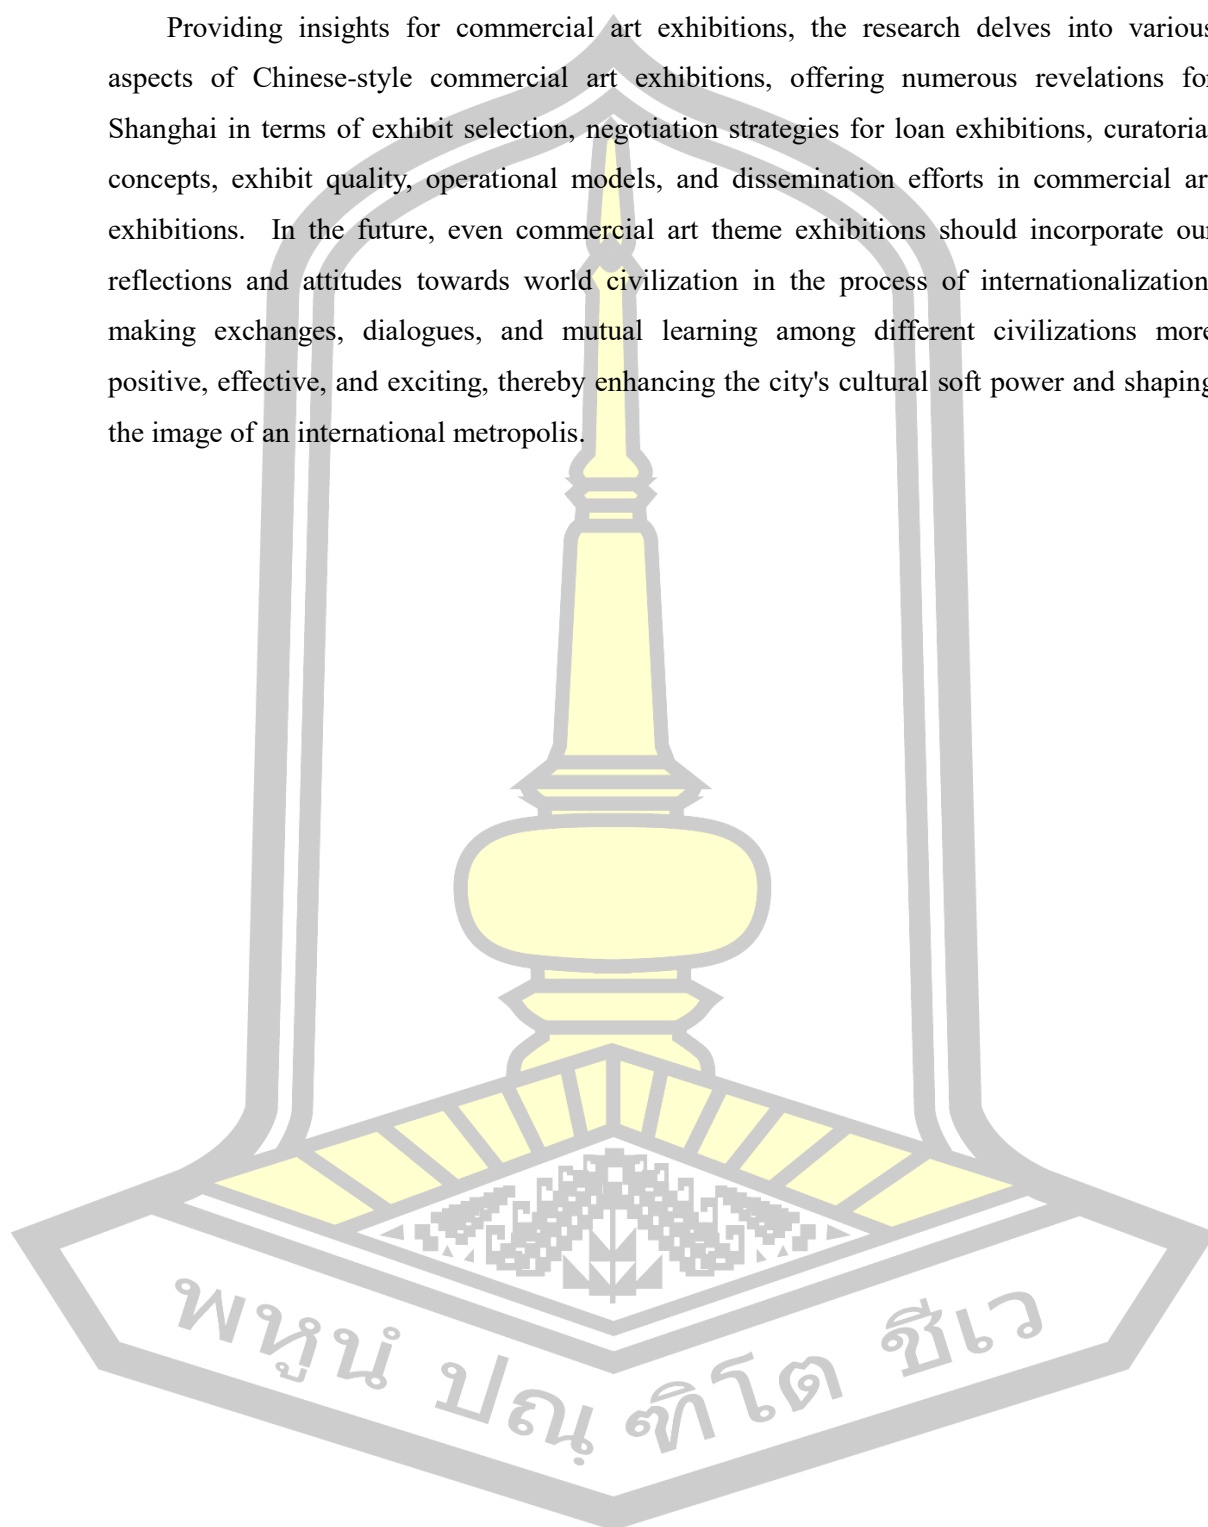 Providing insights for commercial art exhibitions, the research delves into various
aspects of Chinese-style commercial art exhibitions, offering numerous revelations for
Shanghai in terms of exhibit selection, negotiation strategies for loan exhibitions, curatoria
concepts, exhibit quality, operational models, and dissemination efforts in commercial ar
exhibitions. In the future, even commercial art theme exhibitions should incorporate our
reflections and attitudes towards world civilization in the process of internationalization
making exchanges, dialogues, and mutual learning among different civilizations more
positive, effective, and exciting, thereby enhancing the city's cultural soft power and shaping
the image of an international metropolis.
พหูนํ ปณฺ ฑิโต ชีเว